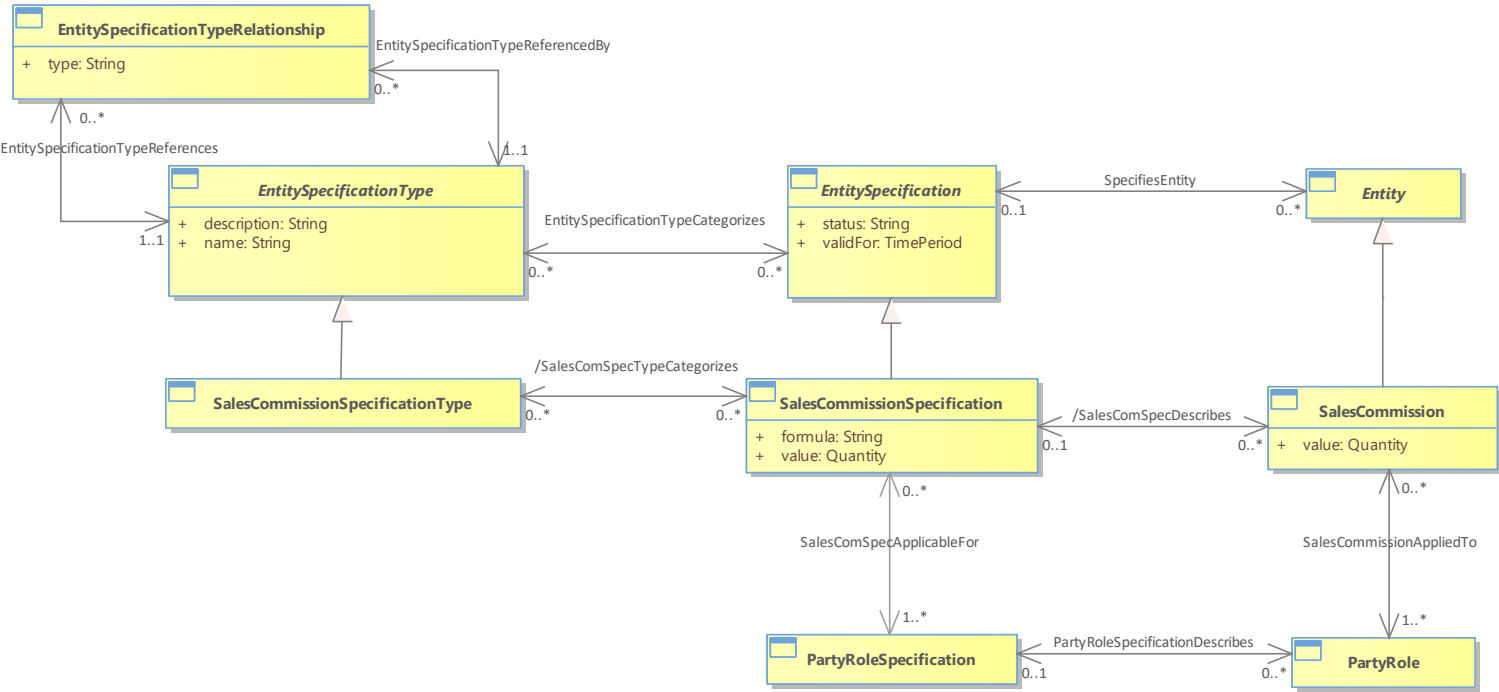 EntitySpecificationTypeRelationship
+ type: String
EntitySpecificationTypeReferencedBy
0..*
0..*
EntitySpecificationTypeReferences
1..1
1..1
EntitySpecificationType
+ description: String
+ name: String
EntitySpecificationTypeCategorizes
0..*
0..*
EntitySpecification
+ status: String
+ validFor: TimePeriod
SpecifiesEntity
0..1
0..*
Entity
SalesCommissionSpecificationType
/SalesComSpecTypeCategorizes
0..*
0..*
SalesCommissionSpecification
+ formula: String
+ value: Quantity
/SalesComSpecDescribes
0..1
0..*
SalesCommission
+ value: Quantity
0..*
SalesComSpecApplicableFor
1..*
0..*
SalesCommissionAppliedTo
1..*
PartyRoleSpecification
PartyRoleSpecificationDescribes
0..1
0..*
PartyRole